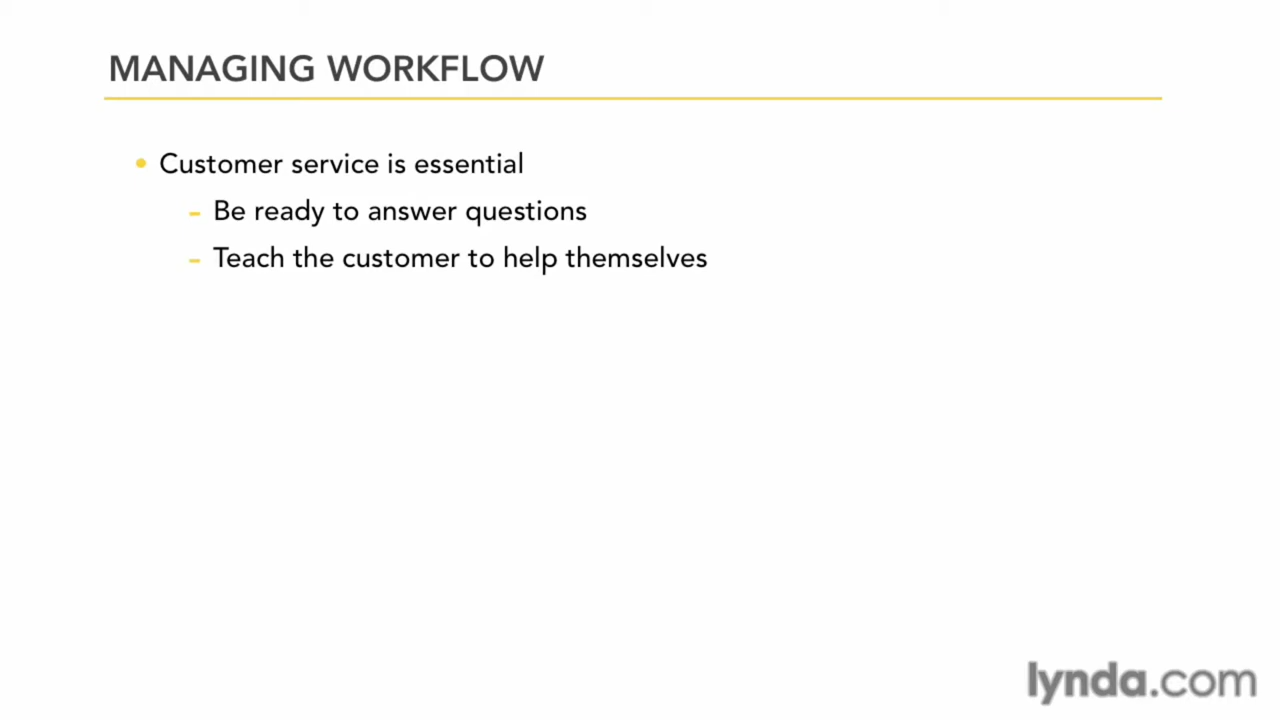 MANAGING WORKFLOW
• Customer service is essential
– Be ready to answer questions
– Teach the customer to help themselves
lynda.com